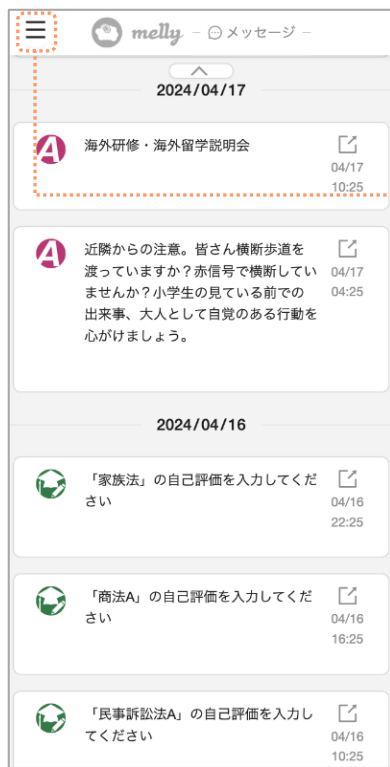 melly － メッセージ －
2024/04/17
海外研修・海外留学説明会
04/17
10:25
近隣からの注意。皆さん横断歩道を
渡っていますか？赤信号で横断してい
ませんか？小学生の見ている前での
出来事、大人として自覚のある行動を
心がけましょう。
04/17
04:25
2024/04/16
「家族法」の自己評価を入力してくだ
さい
04/16
22:25
「商法A」の自己評価を入力してくだ
さい
04/16
16:25
「民事訴訟法A」の自己評価を入力し
てください
04/16
10:25